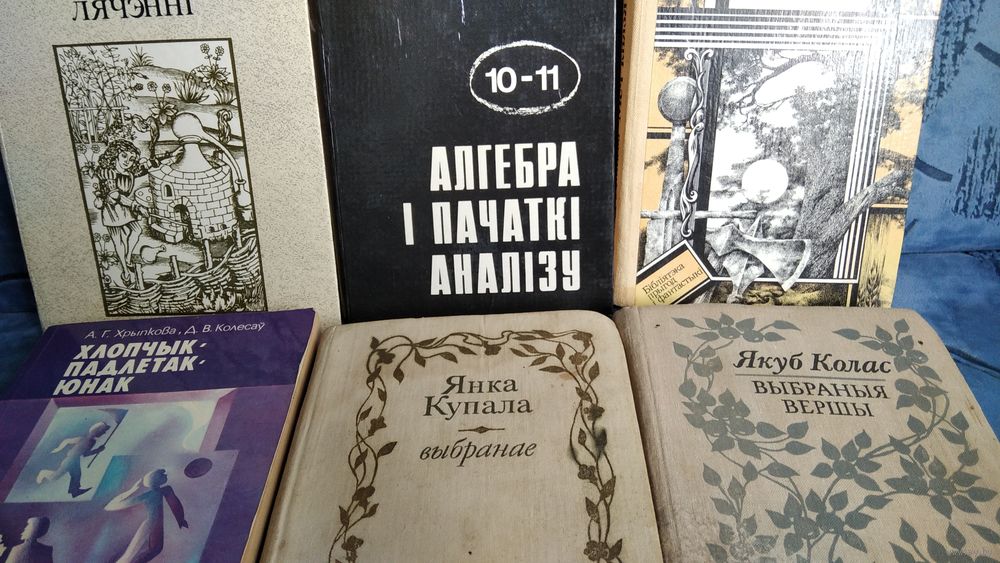 ЛЯЧЭННІ
10-11
АЛГЕБРА
І ПАЧАТКІ
АНАЛІЗУ
Бібліятэка
прыгод
і фантастыкі
А. Г. Хрыпкова, Д. В. Колесаў
ХЛОПЧЫК-
ПАДЛЕТАК-
ЮНАК
Янка
Купала
выбранае
Якуб Колас
ВЫБРАНЫЯ
ВЕРШЫ